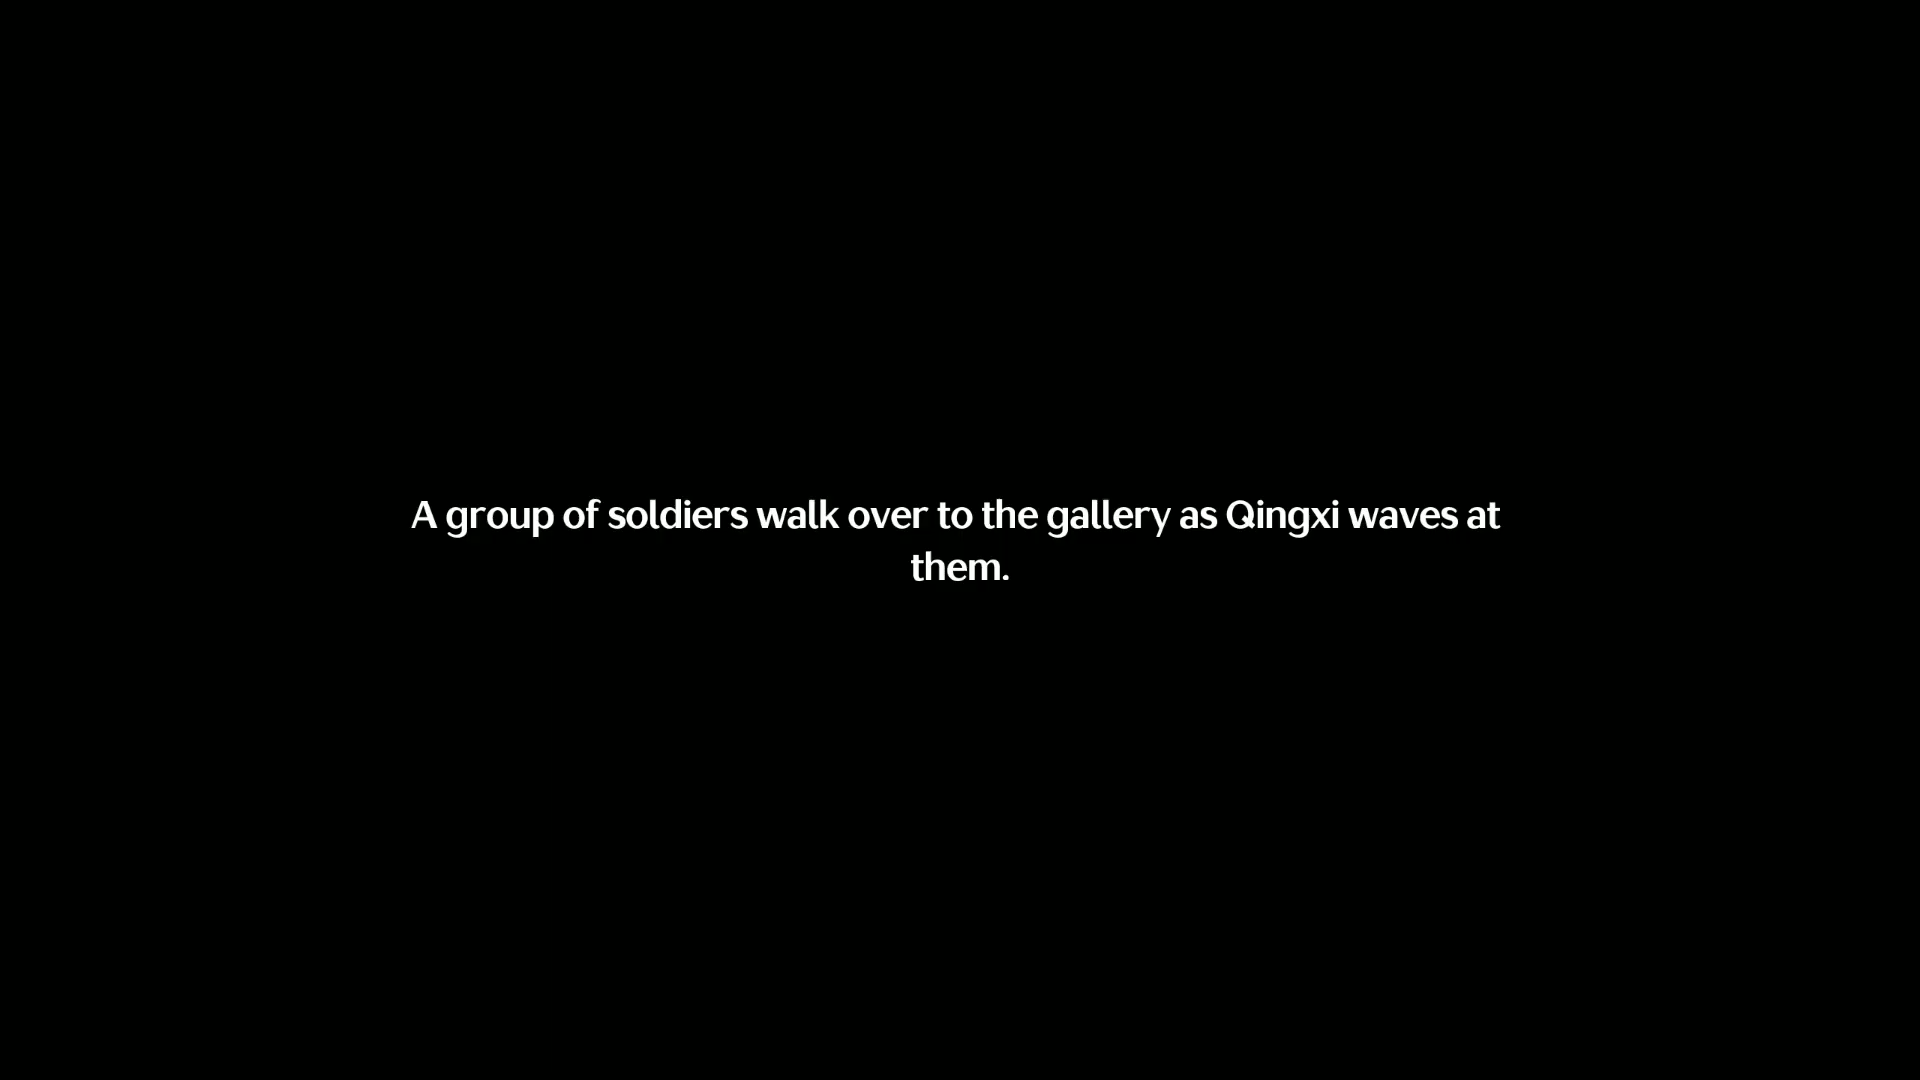 A group of soldiers walk over to the gallery as Qingxi waves at
them.